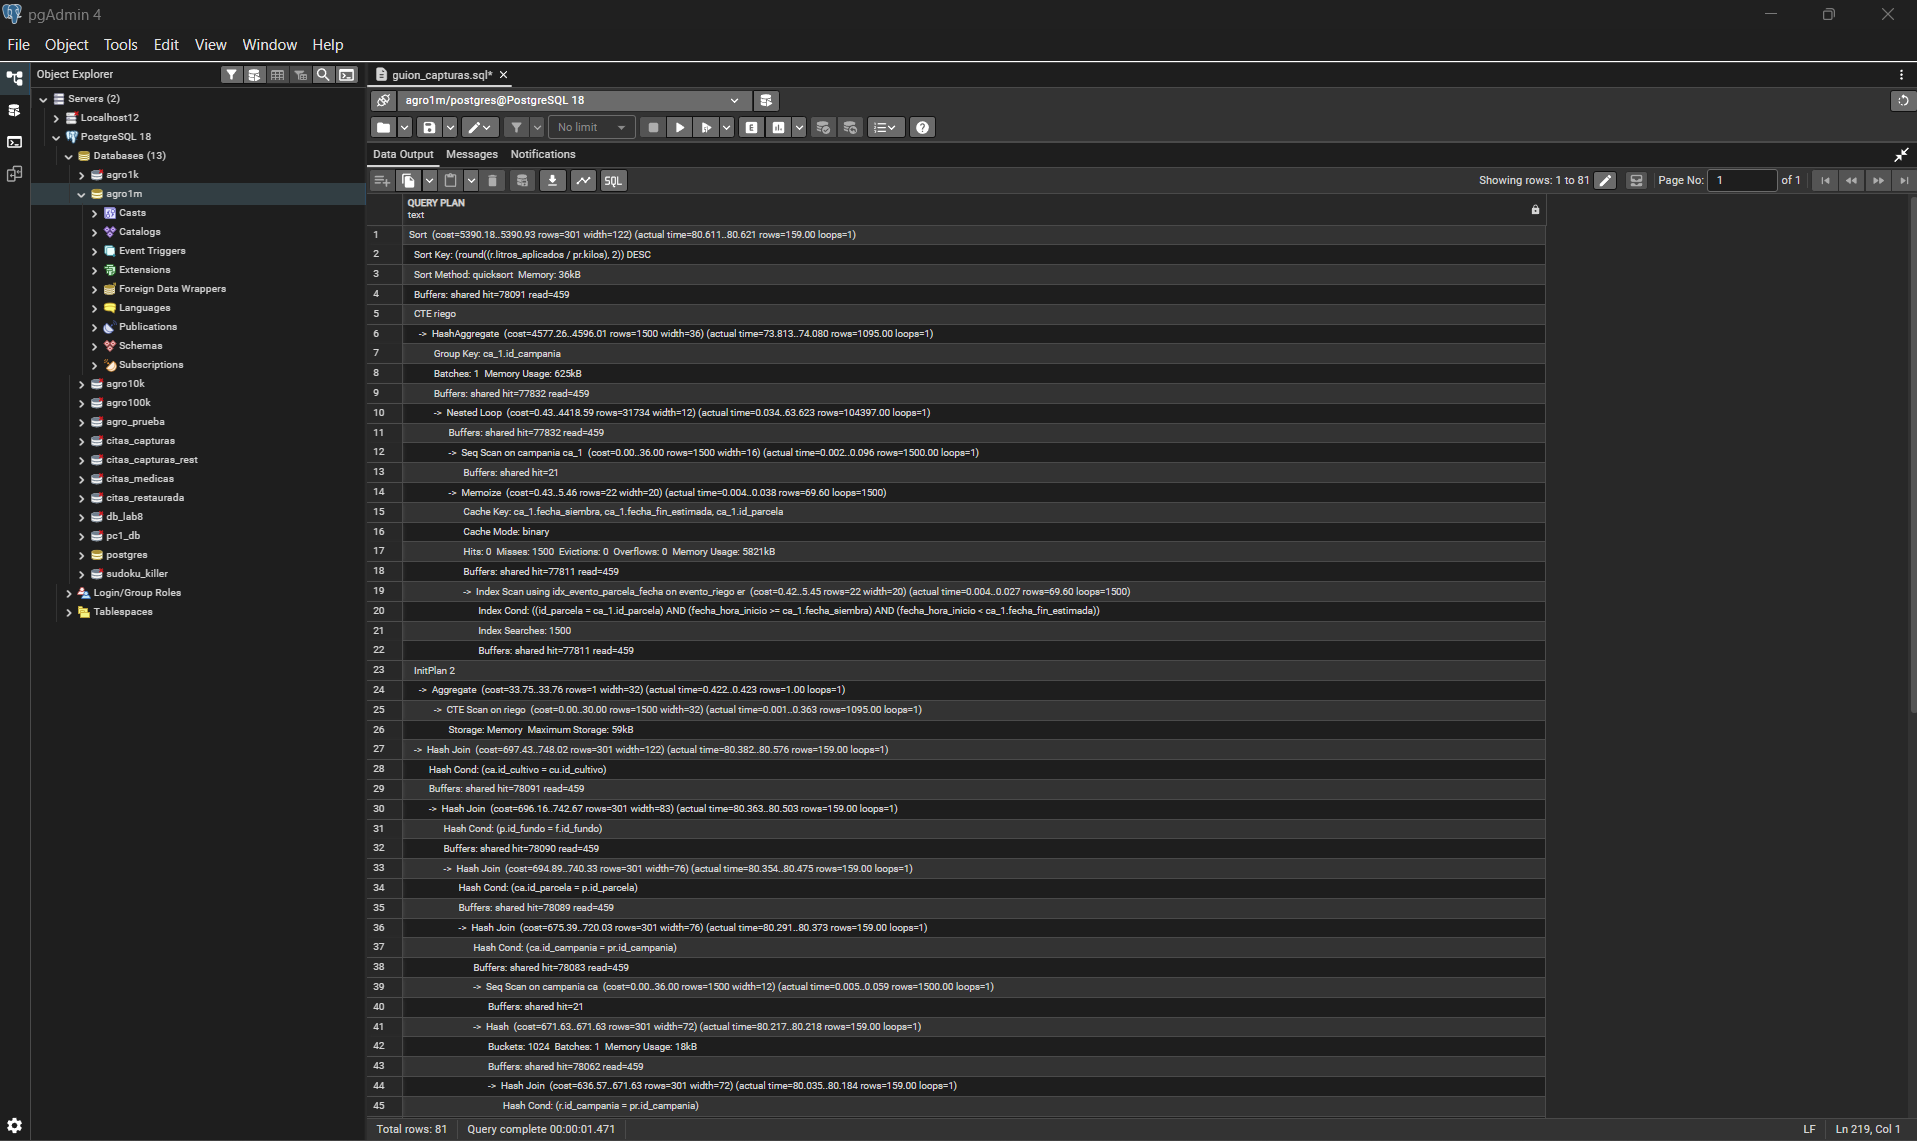 pgAdmin 4
File Object Tools Edit View Window Help
Object Explorer
guion_capturas.sql*
Servers (2)
Localhost12
PostgreSQL 18
Databases (13)
agro1k
agro1m
Casts
Catalogs
Event Triggers
Extensions
Foreign Data Wrappers
Languages
Publications
Schemas
Subscriptions
agro10k
agro100k
agro_prueba
citas_capturas
citas_capturas_rest
citas_medicas
citas_restaurada
db_lab8
pc1_db
postgres
sudoku_killer
Login/Group Roles
Tablespaces
agro1m/postgres@PostgreSQL 18
No limit
E
Data Output Messages Notifications
SQL
Showing rows: 1 to 81
Page No: 1 of 1
QUERY PLAN
text
1 Sort (cost=5390.18..5390.93 rows=301 width=122) (actual time=80.611..80.621 rows=159.00 loops=1)
2 Sort Key: (round((r.litros_aplicados / pr.kilos), 2)) DESC
3 Sort Method: quicksort Memory: 36kB
4 Buffers: shared hit=78091 read=459
5 CTE riego
6 -> HashAggregate (cost=4577.26..4596.01 rows=1500 width=36) (actual time=73.813..74.080 rows=1095.00 loops=1)
7 Group Key: ca_1.id_campania
8 Batches: 1 Memory Usage: 625kB
9 Buffers: shared hit=77832 read=459
10 -> Nested Loop (cost=0.43..4418.59 rows=31734 width=12) (actual time=0.034..63.623 rows=104397.00 loops=1)
11 Buffers: shared hit=77832 read=459
12 -> Seq Scan on campania ca_1 (cost=0.00..36.00 rows=1500 width=16) (actual time=0.002..0.096 rows=1500.00 loops=1)
13 Buffers: shared hit=21
14 -> Memoize (cost=0.43..5.46 rows=22 width=20) (actual time=0.004..0.038 rows=69.60 loops=1500)
15 Cache Key: ca_1.fecha_siembra, ca_1.fecha_fin_estimada, ca_1.id_parcela
16 Cache Mode: binary
17 Hits: 0 Misses: 1500 Evictions: 0 Overflows: 0 Memory Usage: 5821kB
18 Buffers: shared hit=77811 read=459
19 -> Index Scan using idx_evento_parcela_fecha on evento_riego er (cost=0.42..5.45 rows=22 width=20) (actual time=0.004..0.027 rows=69.60 loops=1500)
20 Index Cond: ((id_parcela = ca_1.id_parcela) AND (fecha_hora_inicio >= ca_1.fecha_siembra) AND (fecha_hora_inicio < ca_1.fecha_fin_estimada))
21 Index Searches: 1500
22 Buffers: shared hit=77811 read=459
23 InitPlan 2
24 -> Aggregate (cost=33.75..33.76 rows=1 width=32) (actual time=0.422..0.423 rows=1.00 loops=1)
25 -> CTE Scan on riego (cost=0.00..30.00 rows=1500 width=32) (actual time=0.001..0.363 rows=1095.00 loops=1)
26 Storage: Memory Maximum Storage: 59kB
27 -> Hash Join (cost=697.43..748.02 rows=301 width=122) (actual time=80.382..80.576 rows=159.00 loops=1)
28 Hash Cond: (ca.id_cultivo = cu.id_cultivo)
29 Buffers: shared hit=78091 read=459
30 -> Hash Join (cost=696.16..742.67 rows=301 width=83) (actual time=80.363..80.503 rows=159.00 loops=1)
31 Hash Cond: (p.id_fundo = f.id_fundo)
32 Buffers: shared hit=78090 read=459
33 -> Hash Join (cost=694.89..740.33 rows=301 width=76) (actual time=80.354..80.475 rows=159.00 loops=1)
34 Hash Cond: (ca.id_parcela = p.id_parcela)
35 Buffers: shared hit=78089 read=459
36 -> Hash Join (cost=675.39..720.03 rows=301 width=76) (actual time=80.291..80.373 rows=159.00 loops=1)
37 Hash Cond: (ca.id_campania = pr.id_campania)
38 Buffers: shared hit=78083 read=459
39 -> Seq Scan on campania ca (cost=0.00..36.00 rows=1500 width=12) (actual time=0.005..0.059 rows=1500.00 loops=1)
40 Buffers: shared hit=21
41 -> Hash (cost=671.63..671.63 rows=301 width=72) (actual time=80.217..80.218 rows=159.00 loops=1)
42 Buckets: 1024 Batches: 1 Memory Usage: 18kB
43 Buffers: shared hit=78062 read=459
44 -> Hash Join (cost=636.57..671.63 rows=301 width=72) (actual time=80.035..80.184 rows=159.00 loops=1)
45 Hash Cond: (r.id_campania = pr.id_campania)
Total rows: 81 Query complete 00:00:01.471
LF Ln 219, Col 1